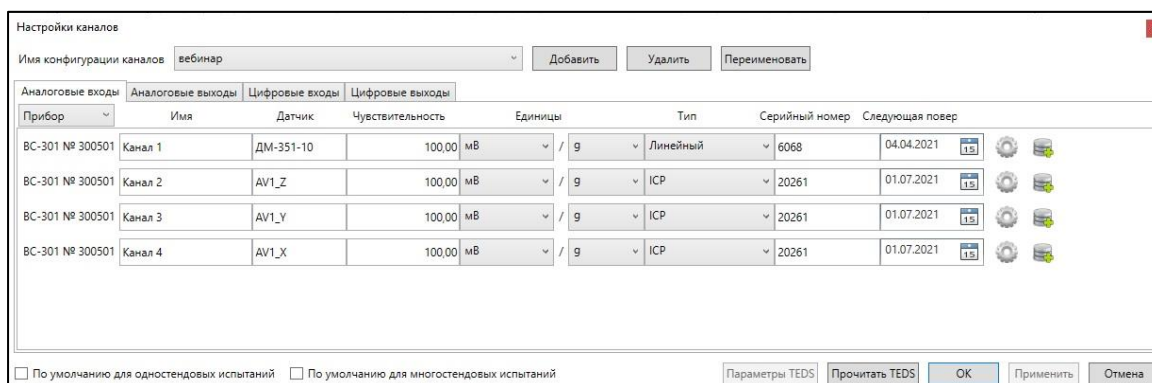 Настройки каналов
Имя конфигурации каналов вебинар Добавить Удалить Переименовать
Аналоговые входы Аналоговые выходы Цифровые входы Цифровые выходы
Прибор Имя Датчик Чувствительность Единицы Тип Серийный номер Следующая повер
ВС-301 № 300501 Канал 1 ДМ-351-10 100,00 мВ / g Линейный 6068 04.04.2021 15
ВС-301 № 300501 Канал 2 AV1_Z 100,00 мВ / g ICP 20261 01.07.2021 15
ВС-301 № 300501 Канал 3 AV1_Y 100,00 мВ / g ICP 20261 01.07.2021 15
ВС-301 № 300501 Канал 4 AV1_X 100,00 мВ / g ICP 20261 01.07.2021 15
По умолчанию для одностендовых испытаний По умолчанию для многостендовых испытаний Параметры TEDS Прочитать TEDS ОК Применить Отмена